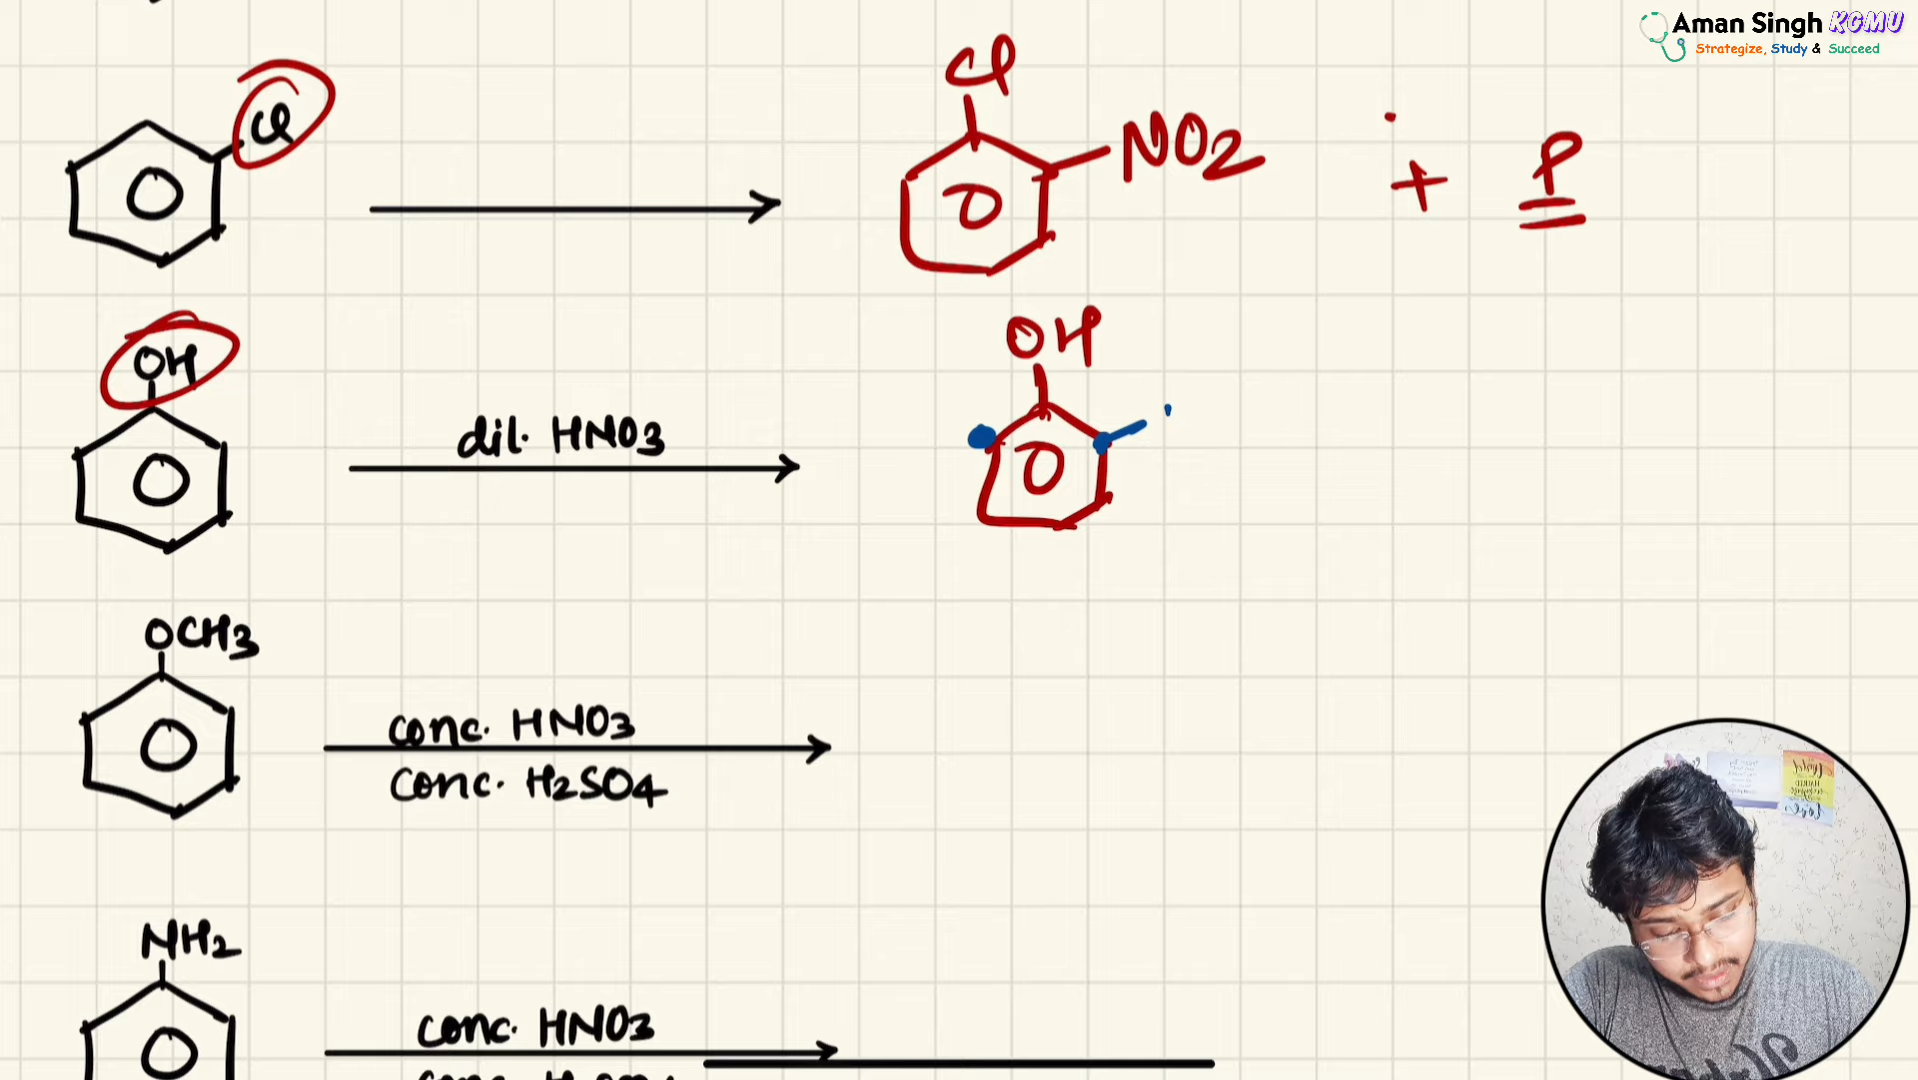 Aman Singh KGMU
Strategize, Study & Succeed
Cl
Cl
NO2
+ P
OH
dil. HNO3
OH
OCH3
conc. HNO3
conc. H2SO4
NH2
conc. HNO3